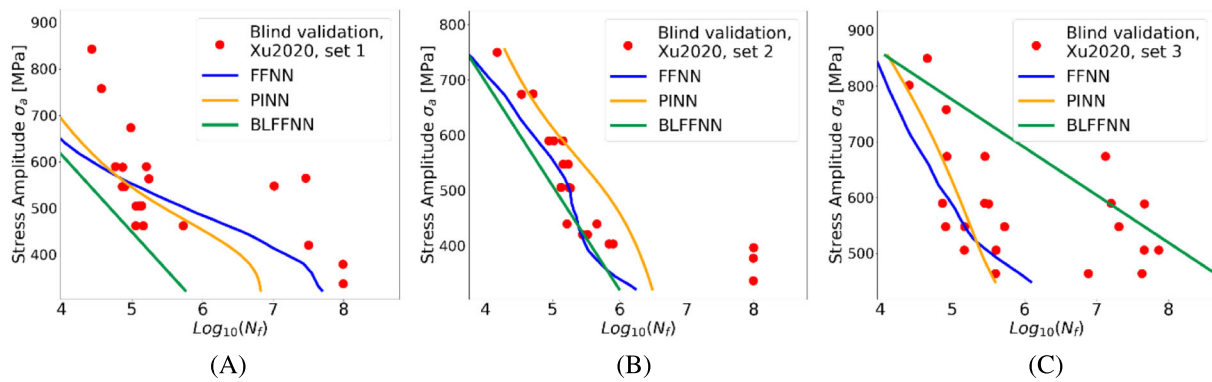 900
800
700
600
500
400
Stress Amplitude σa [MPa]
Blind validation,
Xu2020, set 1
FFNN
PINN
BLFFNN
4 5 6 7 8
Log10(Nf)
(A)
800
700
600
500
400
Stress Amplitude σa [MPa]
Blind validation,
Xu2020, set 2
FFNN
PINN
BLFFNN
4 5 6 7 8
Log10(Nf)
(B)
900
800
700
600
500
Stress Amplitude σa [MPa]
Blind validation,
Xu2020, set 3
FFNN
PINN
BLFFNN
4 5 6 7 8
Log10(Nf)
(C)